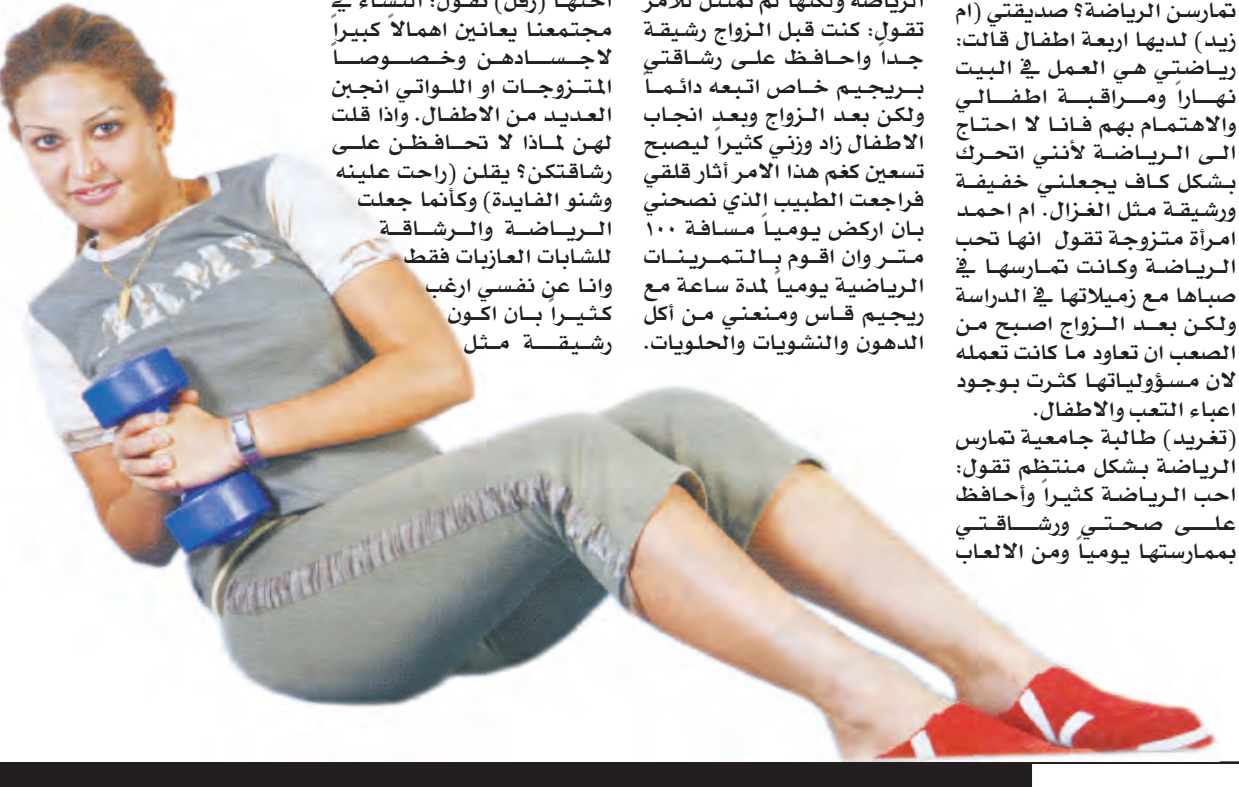 تمارسن الرياضة؟ صديقتي (ام
زيد) لديها اربعة اطفال قالت:
رياضتي هي العمل في البيت
نهاراً ومراقبة اطفالي
والاهتمام بهم فانا لا احتاج
الى الرياضة لأنني اتحرك
بشكل كاف يجعلني خفيفة
ورشيقة مثل الغزال. ام احمد
امرأة متزوجة تقول انها تحب
الرياضة وكانت تمارسها في
صباها مع زميلاتها في الدراسة
ولكن بعد الزواج اصبح من
الصعب ان تعاود ما كانت تعمله
لان مسؤولياتها كثرت بوجود
اعباء التعب والاطفال.
(تغريد) طالبة جامعية تمارس
الرياضة بشكل منتظم تقول:
احب الرياضة كثيراً وأحافظ
على صحتي ورشاقتي
بممارستها يومياً ومن الالعاب
الرياضة ولكنها لم تمتثل للامر
تقول: كنت قبل الزواج رشيقة
جداً واحافظ على رشاقتي
بريجيم خاص اتبعه دائماً
ولكن بعد الزواج وبعد انجاب
الاطفال زاد وزني كثيراً ليصبح
تسعين كغم هذا الامر أثار قلقي
فراجعت الطبيب الذي نصحني
بان اركض يومياً مسافة ١٠٠
متر وان اقوم بالتمرينات
الرياضية يومياً لمدة ساعة مع
ريجيم قاس ومنعني من أكل
الدهون والنشويات والحلويات.
اختها (رفل) تقول: النساء في
مجتمعنا يعانين اهمالاً كبيراً
لاجسادهن وخصوصاً
المتزوجات او اللواتي انجبن
العديد من الاطفال. واذا قلت
لهن لماذا لا تحافظن على
رشاقتكن؟ يقلن (راحت علينه
وشنو الفايدة) وكأنما جعلت
الرياضة والرشاقة
للشابات العازبات فقط
وانا عن نفسي ارغب
كثيراً بان اكون
رشيقة مثل